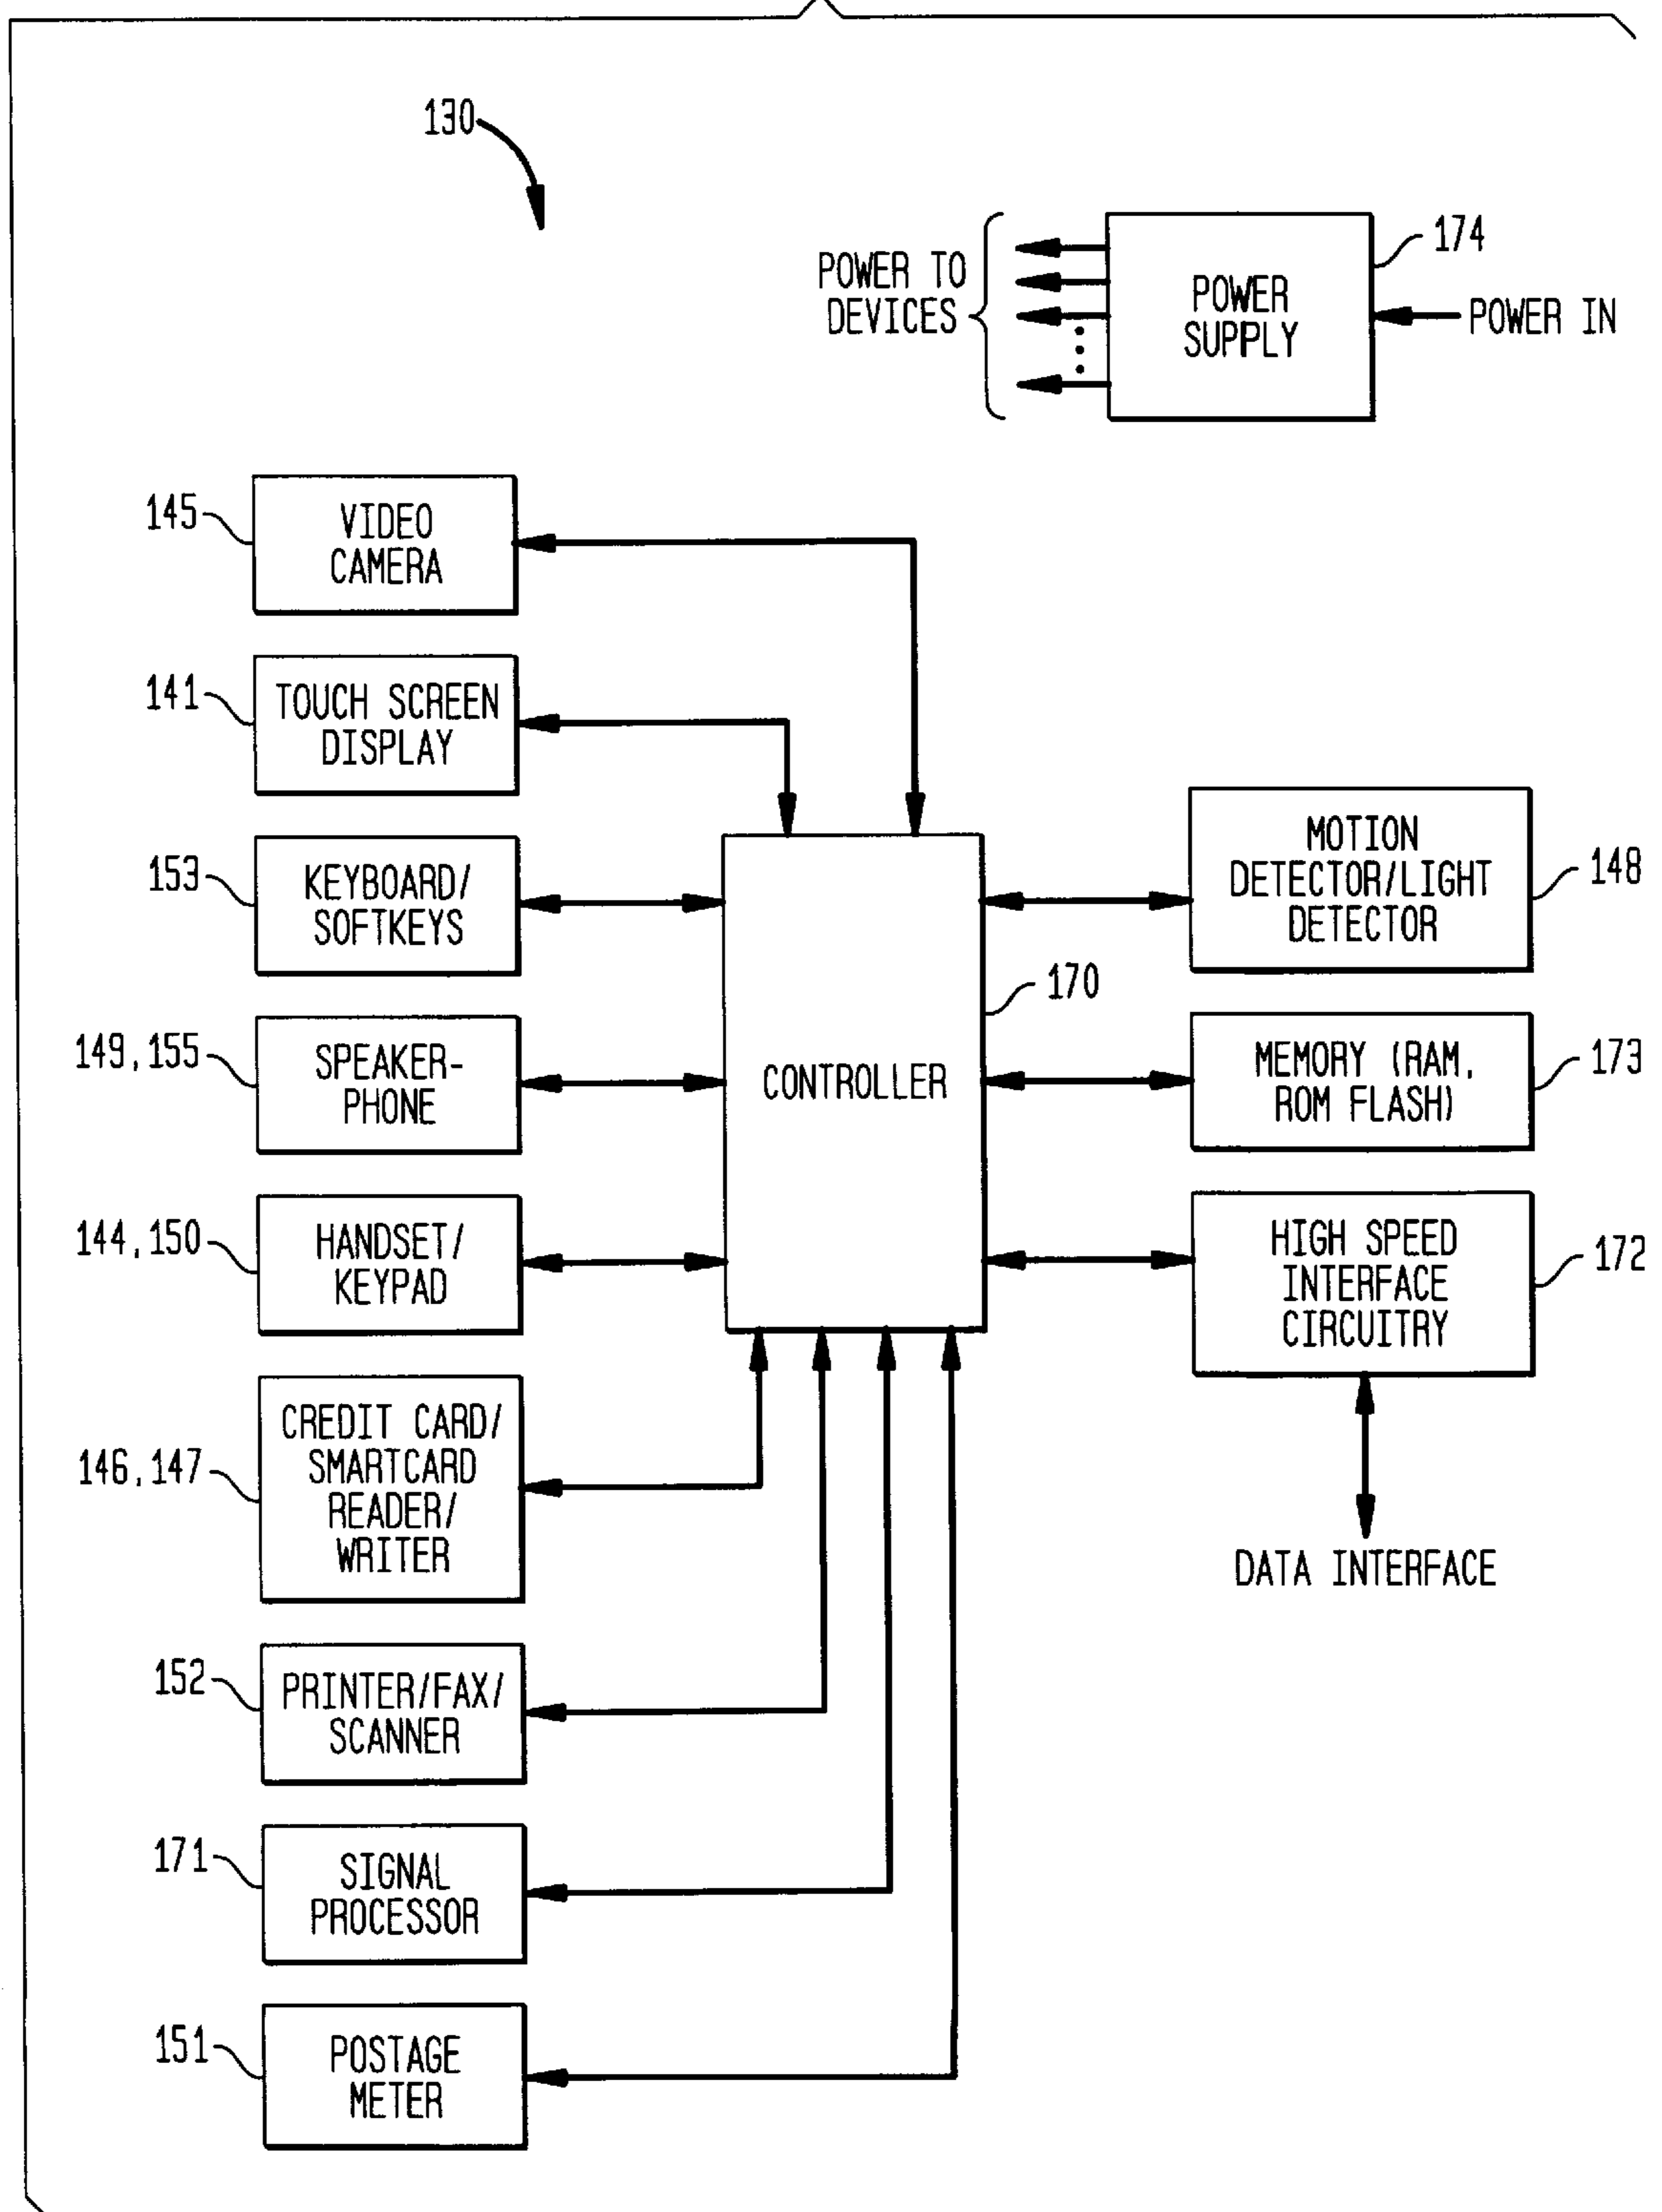 130
174
POWER TO
DEVICES
POWER
SUPPLY
POWER IN
145
VIDEO
CAMERA
141
TOUCH SCREEN
DISPLAY
153
KEYBOARD/
SOFTKEYS
149, 155
SPEAKER-
PHONE
144, 150
HANDSET/
KEYPAD
146, 147
CREDIT CARD/
SMARTCARD
READER/
WRITER
152
PRINTER/FAX/
SCANNER
171
SIGNAL
PROCESSOR
151
POSTAGE
METER
170
CONTROLLER
MOTION
DETECTOR/LIGHT
DETECTOR
148
MEMORY (RAM,
ROM FLASH)
173
HIGH SPEED
INTERFACE
CIRCUITRY
172
DATA INTERFACE